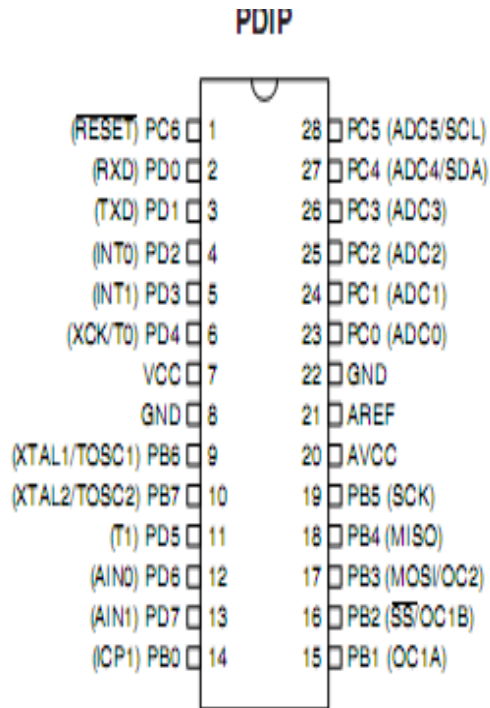 PDIP
(RESET) PC6 1 28 PC5 (ADC5/SCL)
(RXD) PD0 2 27 PC4 (ADC4/SDA)
(TXD) PD1 3 26 PC3 (ADC3)
(INT0) PD2 4 25 PC2 (ADC2)
(INT1) PD3 5 24 PC1 (ADC1)
(XCK/T0) PD4 6 23 PC0 (ADC0)
VCC 7 22 GND
GND 8 21 AREF
(XTAL1/TOSC1) PB6 9 20 AVCC
(XTAL2/TOSC2) PB7 10 19 PB5 (SCK)
(T1) PD5 11 18 PB4 (MISO)
(AIN0) PD6 12 17 PB3 (MOSI/OC2)
(AIN1) PD7 13 16 PB2 (SS/OC1B)
(ICP1) PB0 14 15 PB1 (OC1A)